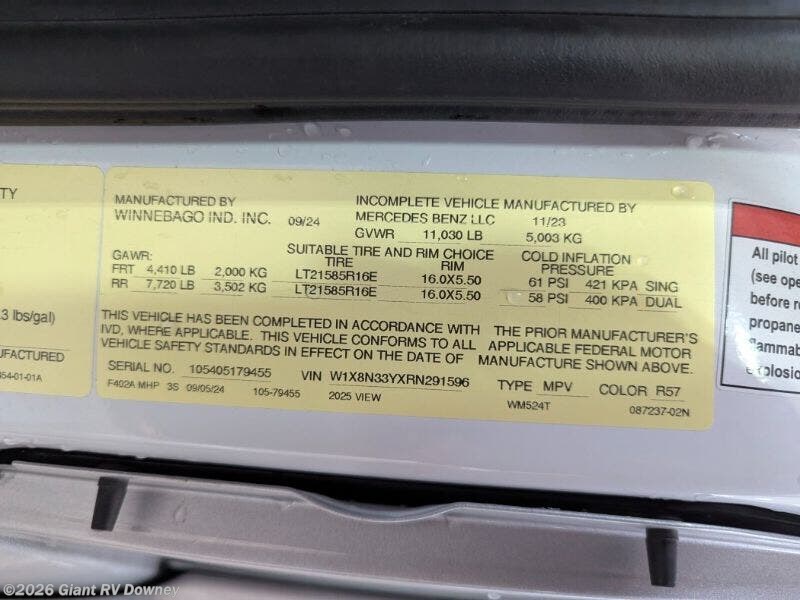 TY
.3 lbs/gal)
NUFACTURED
54-01-01A
MANUFACTURED BY
WINNEBAGO IND. INC. 09/24
INCOMPLETE VEHICLE MANUFACTURED BY
MERCEDES BENZ LLC 11/23
GVWR 11,030 LB 5,003 KG
GAWR: SUITABLE TIRE AND RIM CHOICE COLD INFLATION
TIRE RIM PRESSURE
FRT 4,410 LB 2,000 KG LT21585R16E 16.0X5.50 61 PSI 421 KPA SING
RR 7,720 LB 3,502 KG LT21585R16E 16.0X5.50 58 PSI 400 KPA DUAL
THIS VEHICLE HAS BEEN COMPLETED IN ACCORDANCE WITH THE PRIOR MANUFACTURER'S
IVD, WHERE APPLICABLE. THIS VEHICLE CONFORMS TO ALL APPLICABLE FEDERAL MOTOR
VEHICLE SAFETY STANDARDS IN EFFECT ON THE DATE OF MANUFACTURE SHOWN ABOVE.
SERIAL NO. 105405179455 VIN W1X8N33YXRN291596 TYPE MPV COLOR R57
F402A MHP 3S 09/05/24 105-79455 2025 VIEW WM524T 087237-02N
All pilot
(see ope
before re
propane
flammab
explosio
©2026 Giant RV Downey